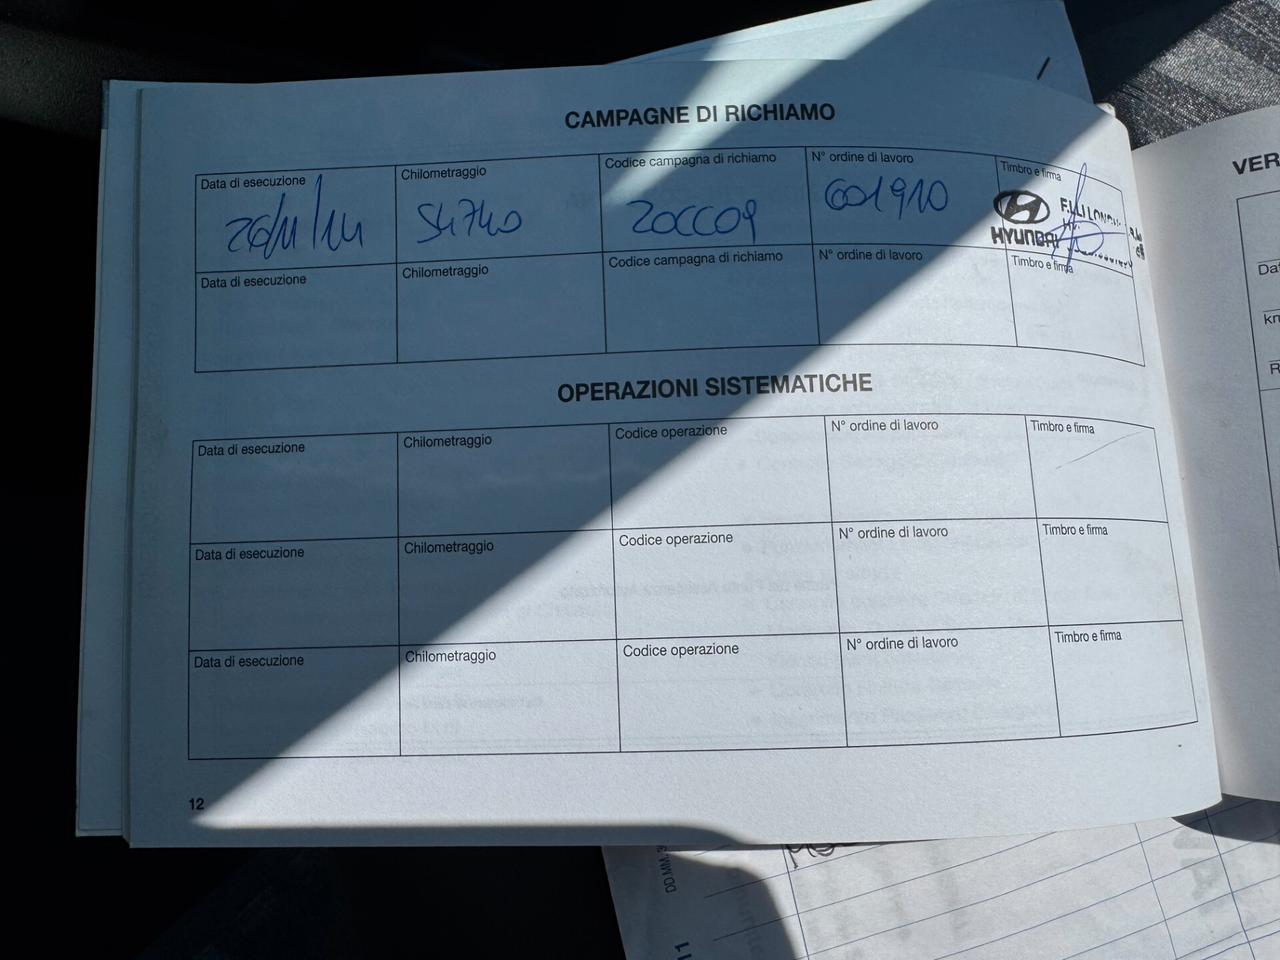 CAMPAGNE DI RICHIAMO
Data di esecuzione Chilometraggio Codice campagna di richiamo N° ordine di lavoro Timbro e firma
54740 20CC09 601910
F.LLI
HYUNDAI
Data di esecuzione Chilometraggio Codice campagna di richiamo N° ordine di lavoro Timbro e firma
OPERAZIONI SISTEMATICHE
Data di esecuzione Chilometraggio Codice operazione N° ordine di lavoro Timbro e firma
Data di esecuzione Chilometraggio Codice operazione N° ordine di lavoro Timbro e firma
Data di esecuzione Chilometraggio Codice operazione N° ordine di lavoro Timbro e firma
12
VER
km
R